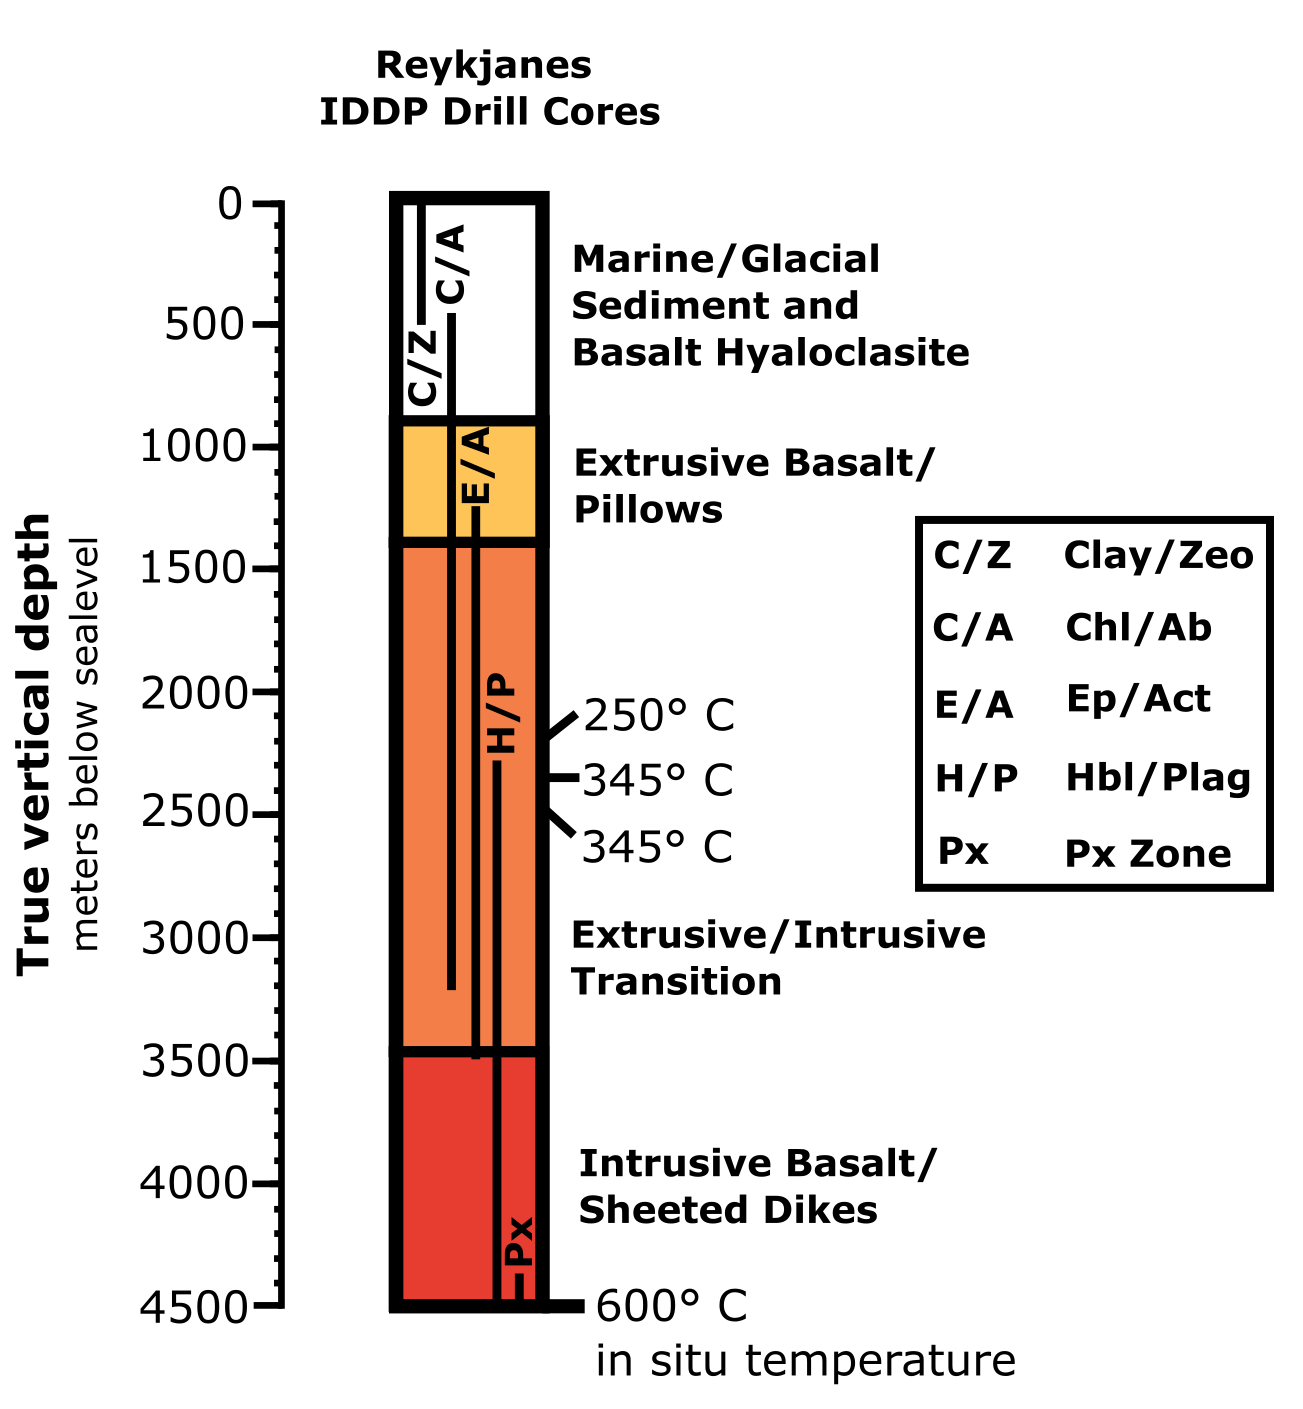 Reykjanes
IDDP Drill Cores
0
500
1000
1500
2000
2500
3000
3500
4000
4500
True vertical depth
meters below sealevel
C/Z
C/A
E/A
H/P
Px
Marine/Glacial
Sediment and
Basalt Hyaloclasite
Extrusive Basalt/
Pillows
250° C
345° C
345° C
Extrusive/Intrusive
Transition
Intrusive Basalt/
Sheeted Dikes
600° C
in situ temperature
C/Z Clay/Zeo
C/A Chl/Ab
E/A Ep/Act
H/P Hbl/Plag
Px Px Zone